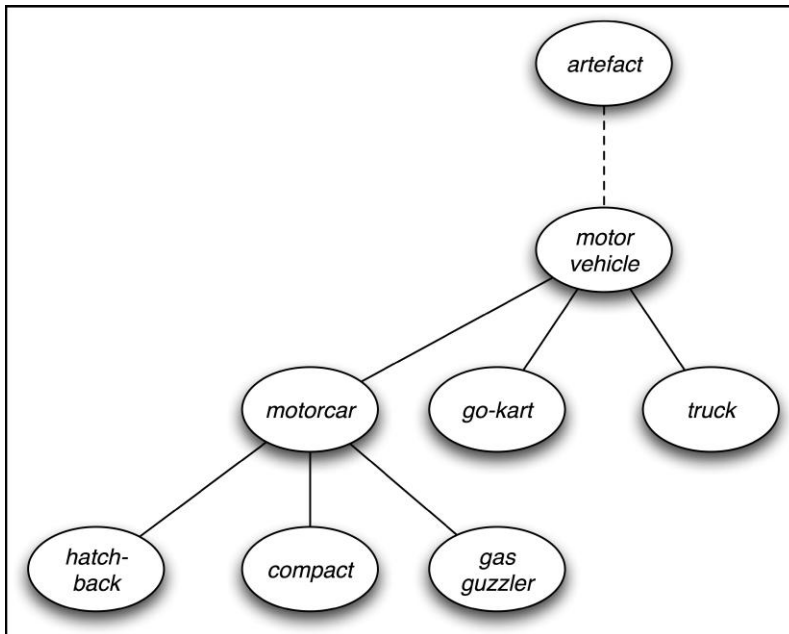 artefact
motor
vehicle
motorcar
go-kart
truck
hatch-
back
compact
gas
guzzler